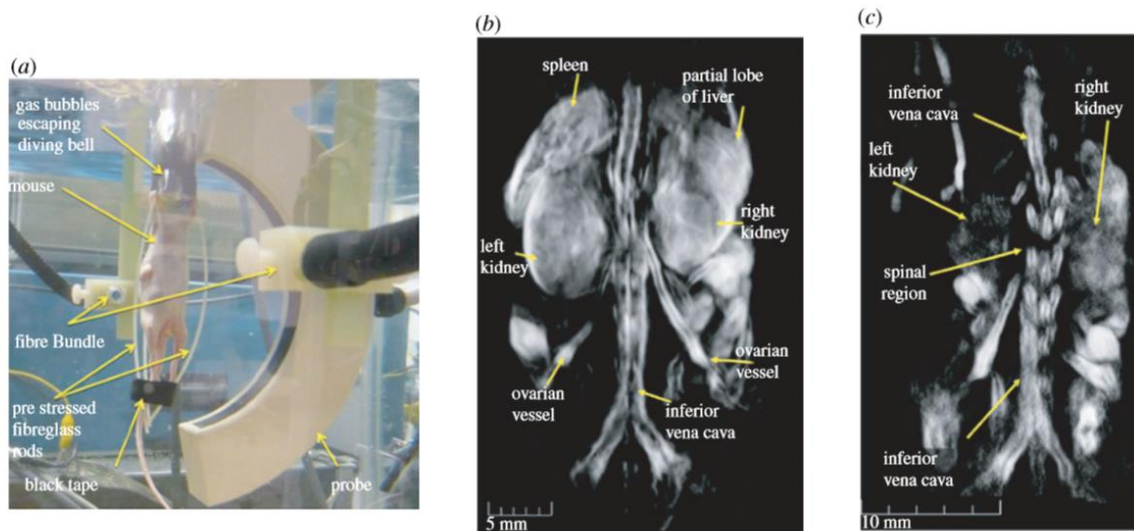 (a)
gas bubbles
escaping
diving bell
mouse
fibre Bundle
pre stressed
fibreglass
rods
black tape
probe
(b)
spleen
partial lobe
of liver
left
kidney
right
kidney
ovarian
vessel
ovarian
vessel
inferior
vena cava
5 mm
(c)
inferior
vena cava
right
kidney
left
kidney
spinal
region
inferior
vena cava
10 mm